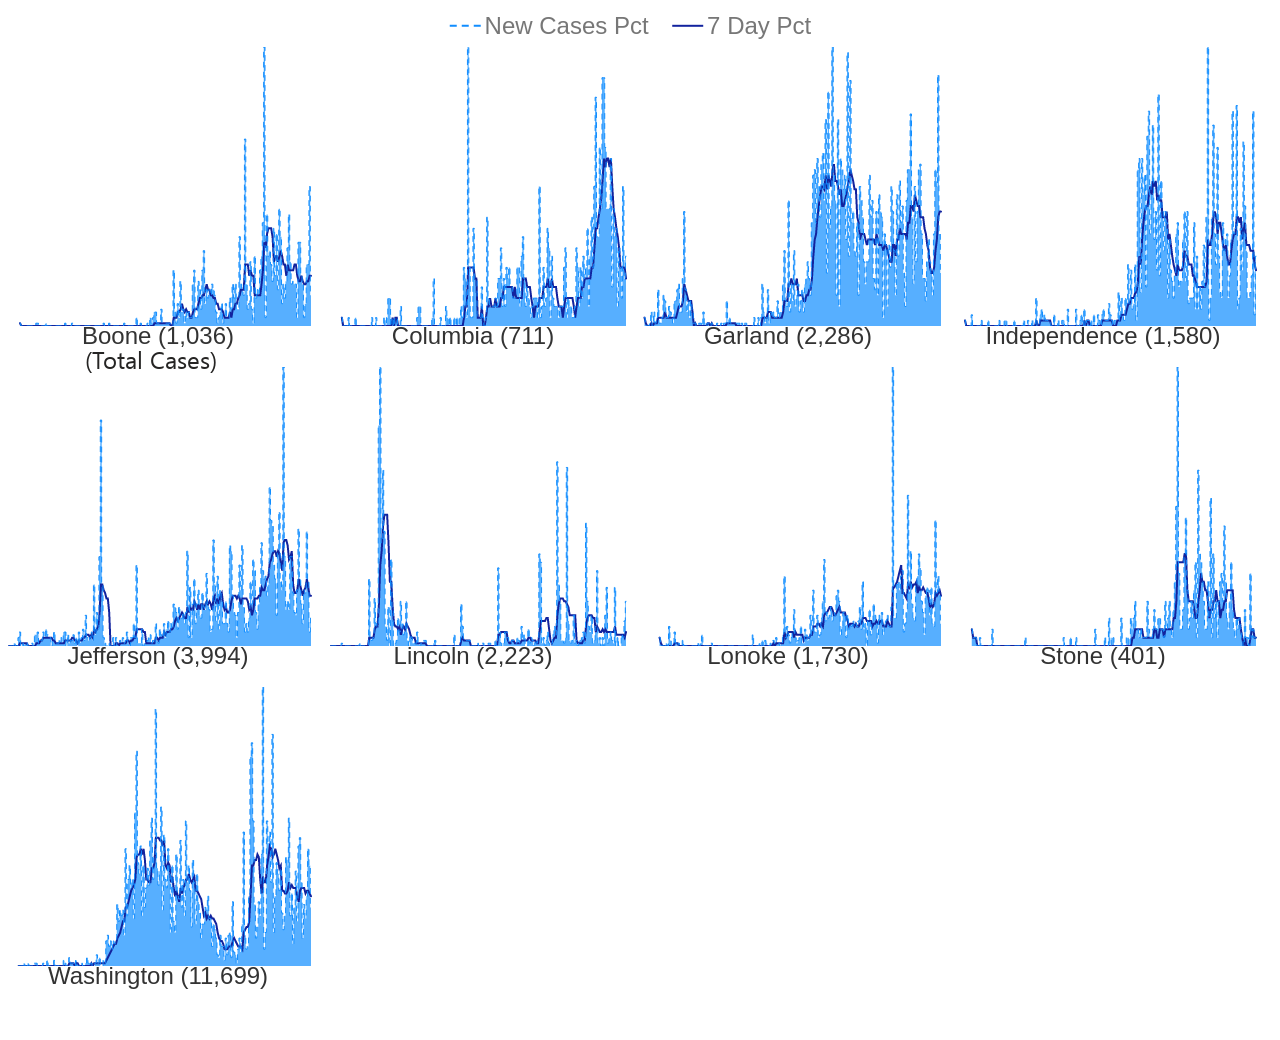 New Cases Pct 7 Day Pct
Boone (1,036) Columbia (711) Garland (2,286) Independence (1,580)
(Total Cases)
Jefferson (3,994) Lincoln (2,223) Lonoke (1,730) Stone (401)
Washington (11,699)